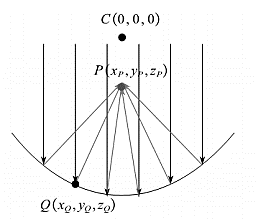 C(0, 0, 0)
P(x_P, y_P, z_P)
Q(x_Q, y_Q, z_Q)